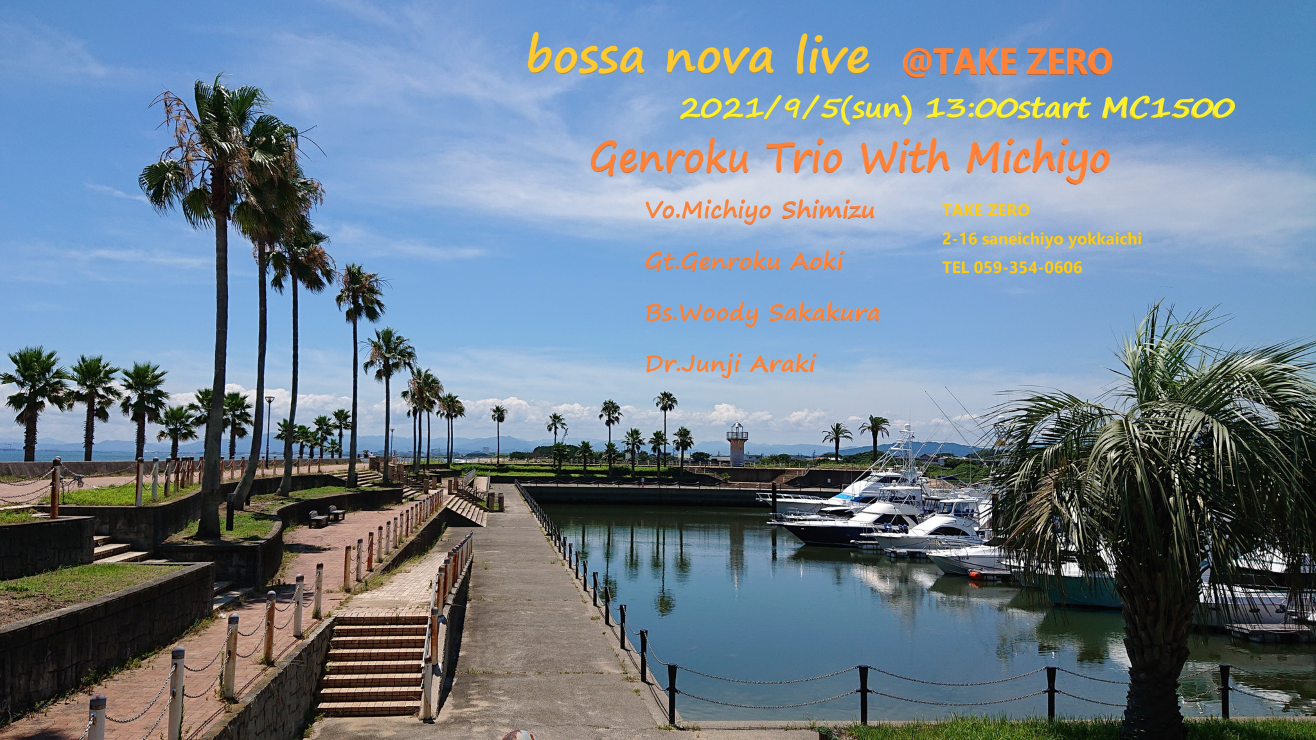 bossa nova live @TAKE ZERO
2021/9/5(sun) 13:00start MC1500
Genroku Trio With Michiyo
Vo.Michiyo Shimizu
Gt.Genroku Aoki
Bs.Woody Sakakura
Dr.Junji Araki
TAKE ZERO
2-16 saneichiyo yokkaichi
TEL 059-354-0606